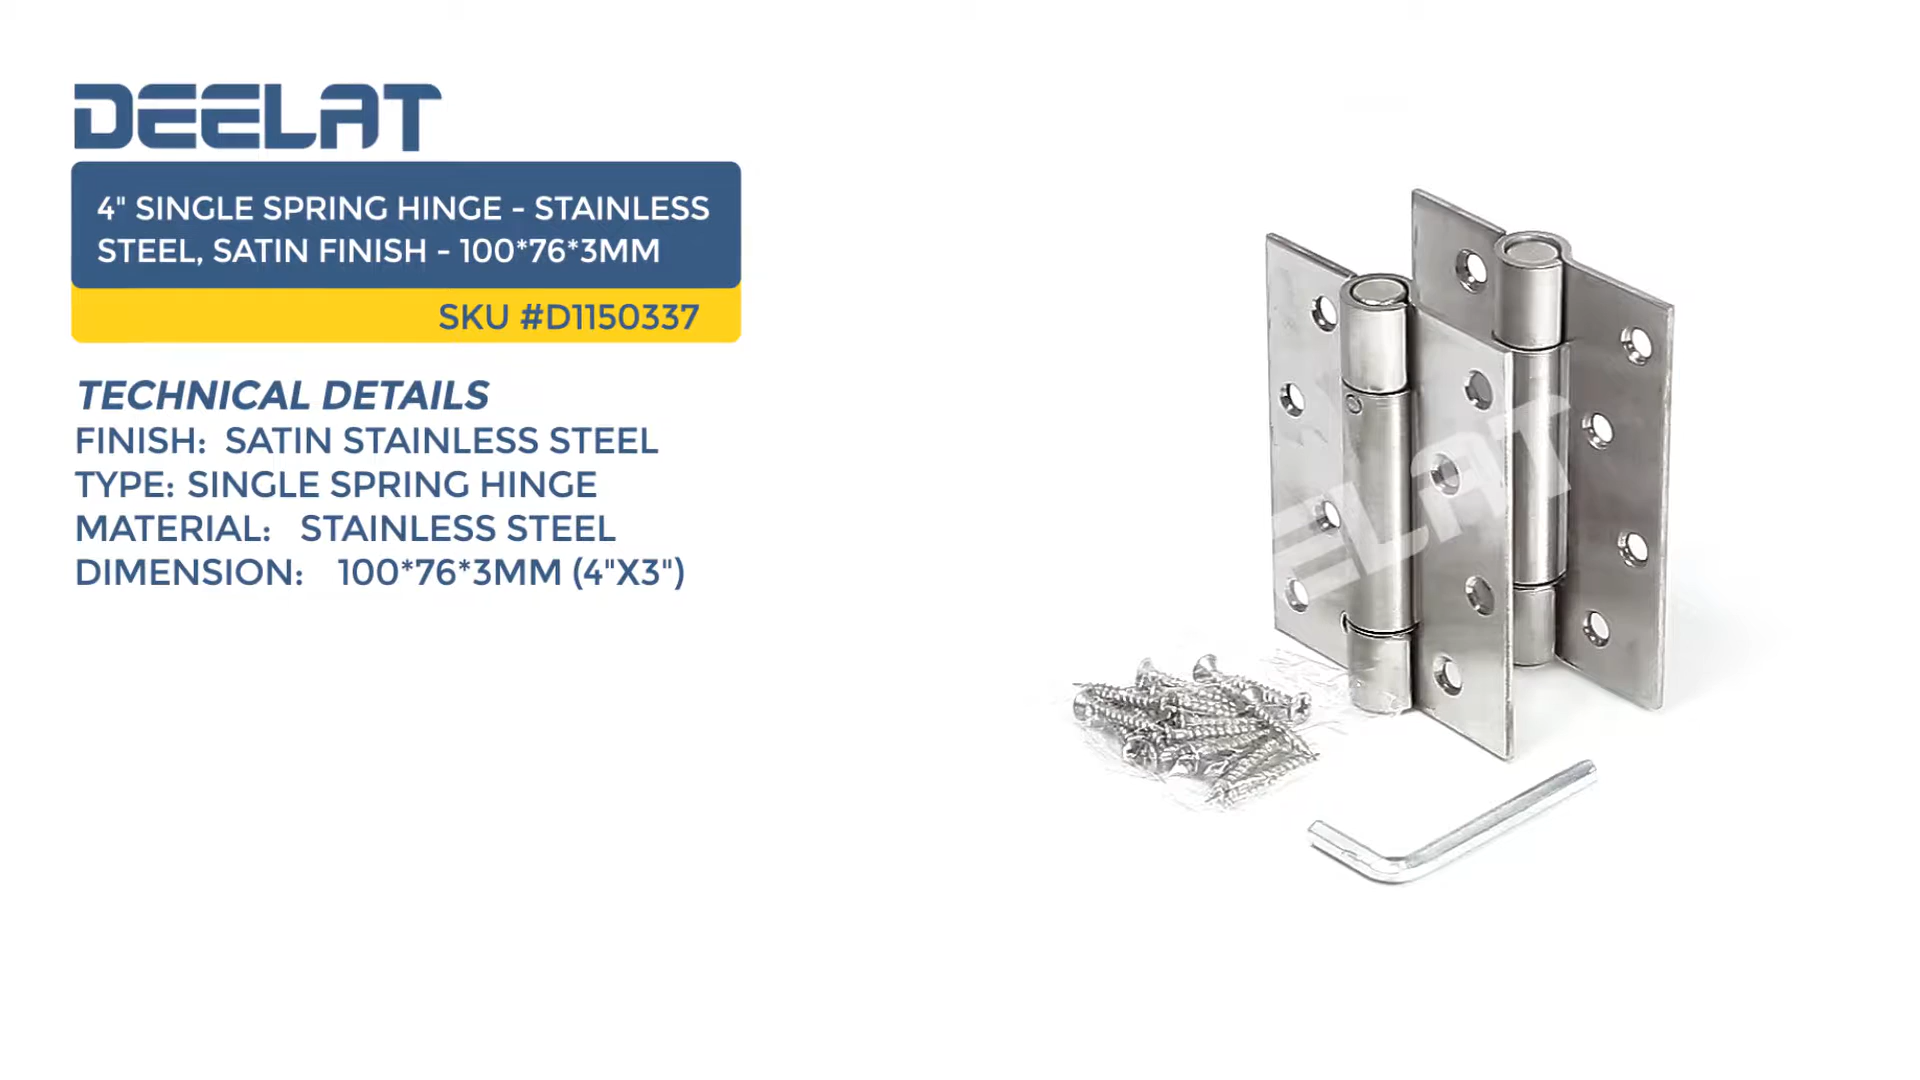 DEELAT
4" SINGLE SPRING HINGE - STAINLESS
STEEL, SATIN FINISH - 100*76*3MM
SKU #D1150337
TECHNICAL DETAILS
FINISH: SATIN STAINLESS STEEL
TYPE: SINGLE SPRING HINGE
MATERIAL: STAINLESS STEEL
DIMENSION: 100*76*3MM (4"X3")
ELAT